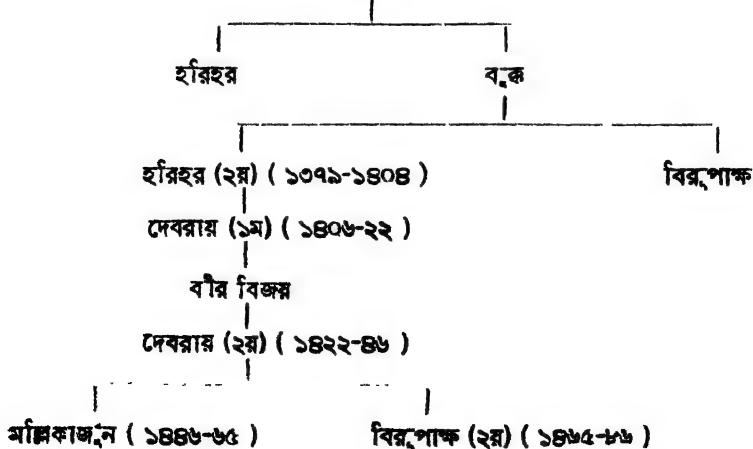 হরিহর বুক্ক
হরিহর (২য়) ( ১৩৭৯-১৪০৪ ) বিরূপাক্ষ
দেবরায় (১ম) ( ১৪০৬-২২ )
বীর বিজয়
দেবরায় (২য়) ( ১৪২২-৪৬ )
মল্লিকার্জুন ( ১৪৪৬-৬৫ ) বিরূপাক্ষ (২য়) ( ১৪৬৫-৮৬ )